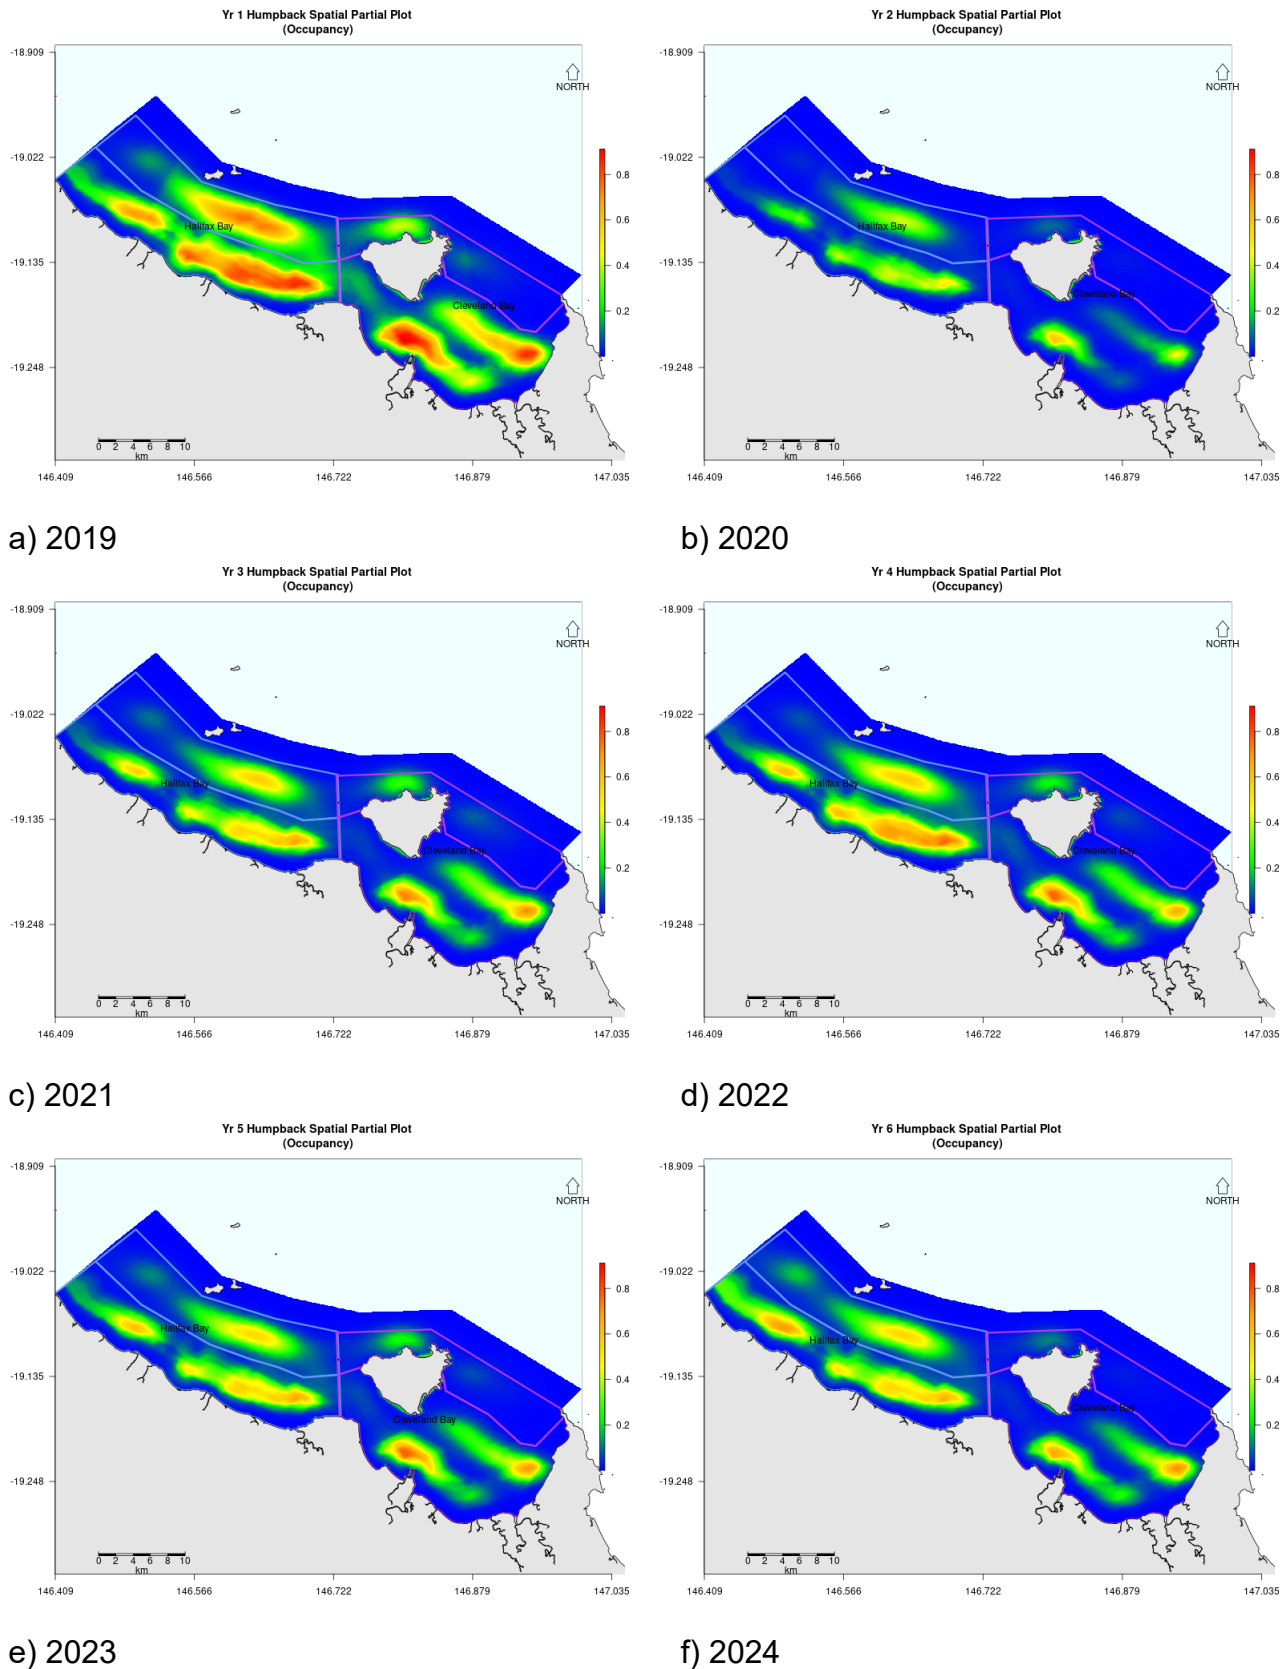 Yr 1 Humpback Spatial Partial Plot
(Occupancy)
-18.909
-19.022
-19.135
-19.248
NORTH
0.8
0.6
0.4
0.2
Halifax Bay
Cleveland Bay
0 2 4 6 8 10
km
146.409 146.566 146.722 146.879 147.035
a) 2019
Yr 2 Humpback Spatial Partial Plot
(Occupancy)
-18.909
-19.022
-19.135
-19.248
NORTH
0.8
0.6
0.4
0.2
Halifax Bay
Cleveland Bay
0 2 4 6 8 10
km
146.409 146.566 146.722 146.879 147.035
b) 2020
Yr 3 Humpback Spatial Partial Plot
(Occupancy)
-18.909
-19.022
-19.135
-19.248
NORTH
0.8
0.6
0.4
0.2
Halifax Bay
Cleveland Bay
0 2 4 6 8 10
km
146.409 146.566 146.722 146.879 147.035
c) 2021
Yr 4 Humpback Spatial Partial Plot
(Occupancy)
-18.909
-19.022
-19.135
-19.248
NORTH
0.8
0.6
0.4
0.2
Halifax Bay
Cleveland Bay
0 2 4 6 8 10
km
146.409 146.566 146.722 146.879 147.035
d) 2022
Yr 5 Humpback Spatial Partial Plot
(Occupancy)
-18.909
-19.022
-19.135
-19.248
NORTH
0.8
0.6
0.4
0.2
Halifax Bay
Cleveland Bay
0 2 4 6 8 10
km
146.409 146.566 146.722 146.879 147.035
e) 2023
Yr 6 Humpback Spatial Partial Plot
(Occupancy)
-18.909
-19.022
-19.135
-19.248
NORTH
0.8
0.6
0.4
0.2
Halifax Bay
Cleveland Bay
0 2 4 6 8 10
km
146.409 146.566 146.722 146.879 147.035
f) 2024